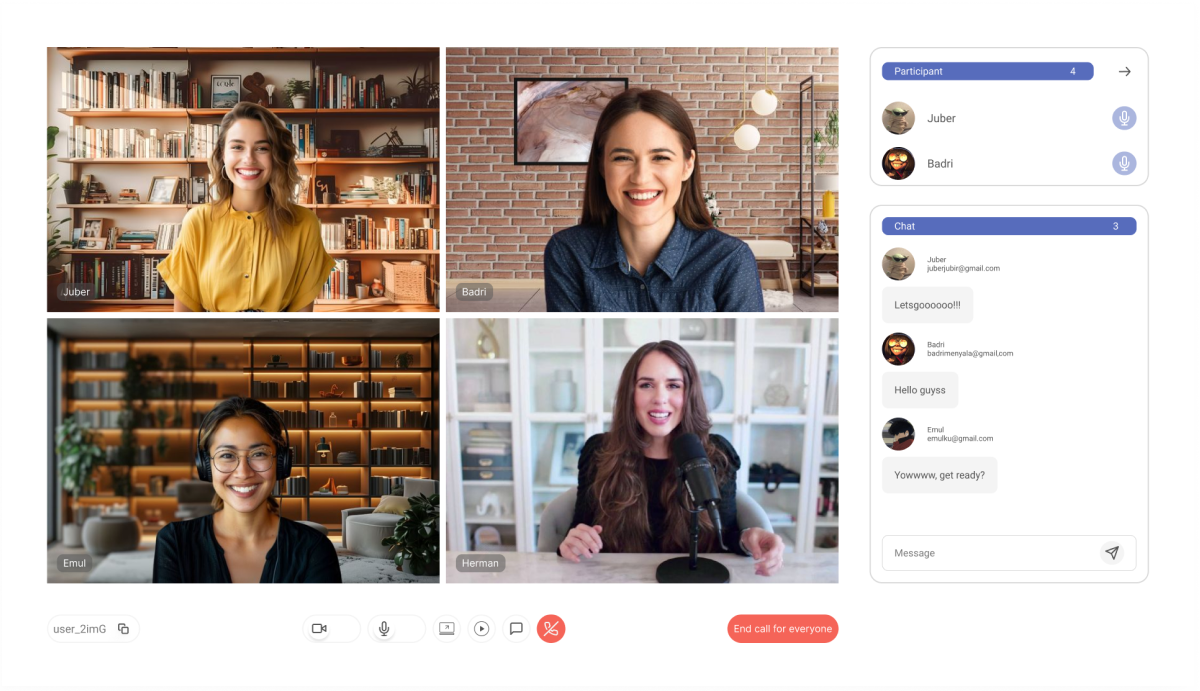 Juber
Badri
Emul
Herman
user_2imG
End call for everyone
Participant 4
Juber
Badri
Chat 3
Juber
juberjubir@gmail.com
Letsgoooooo!!!
Badri
badrimenyala@gmail,com
Hello guyss
Emul
emulku@gmail.com
Yowwww, get ready?
Message